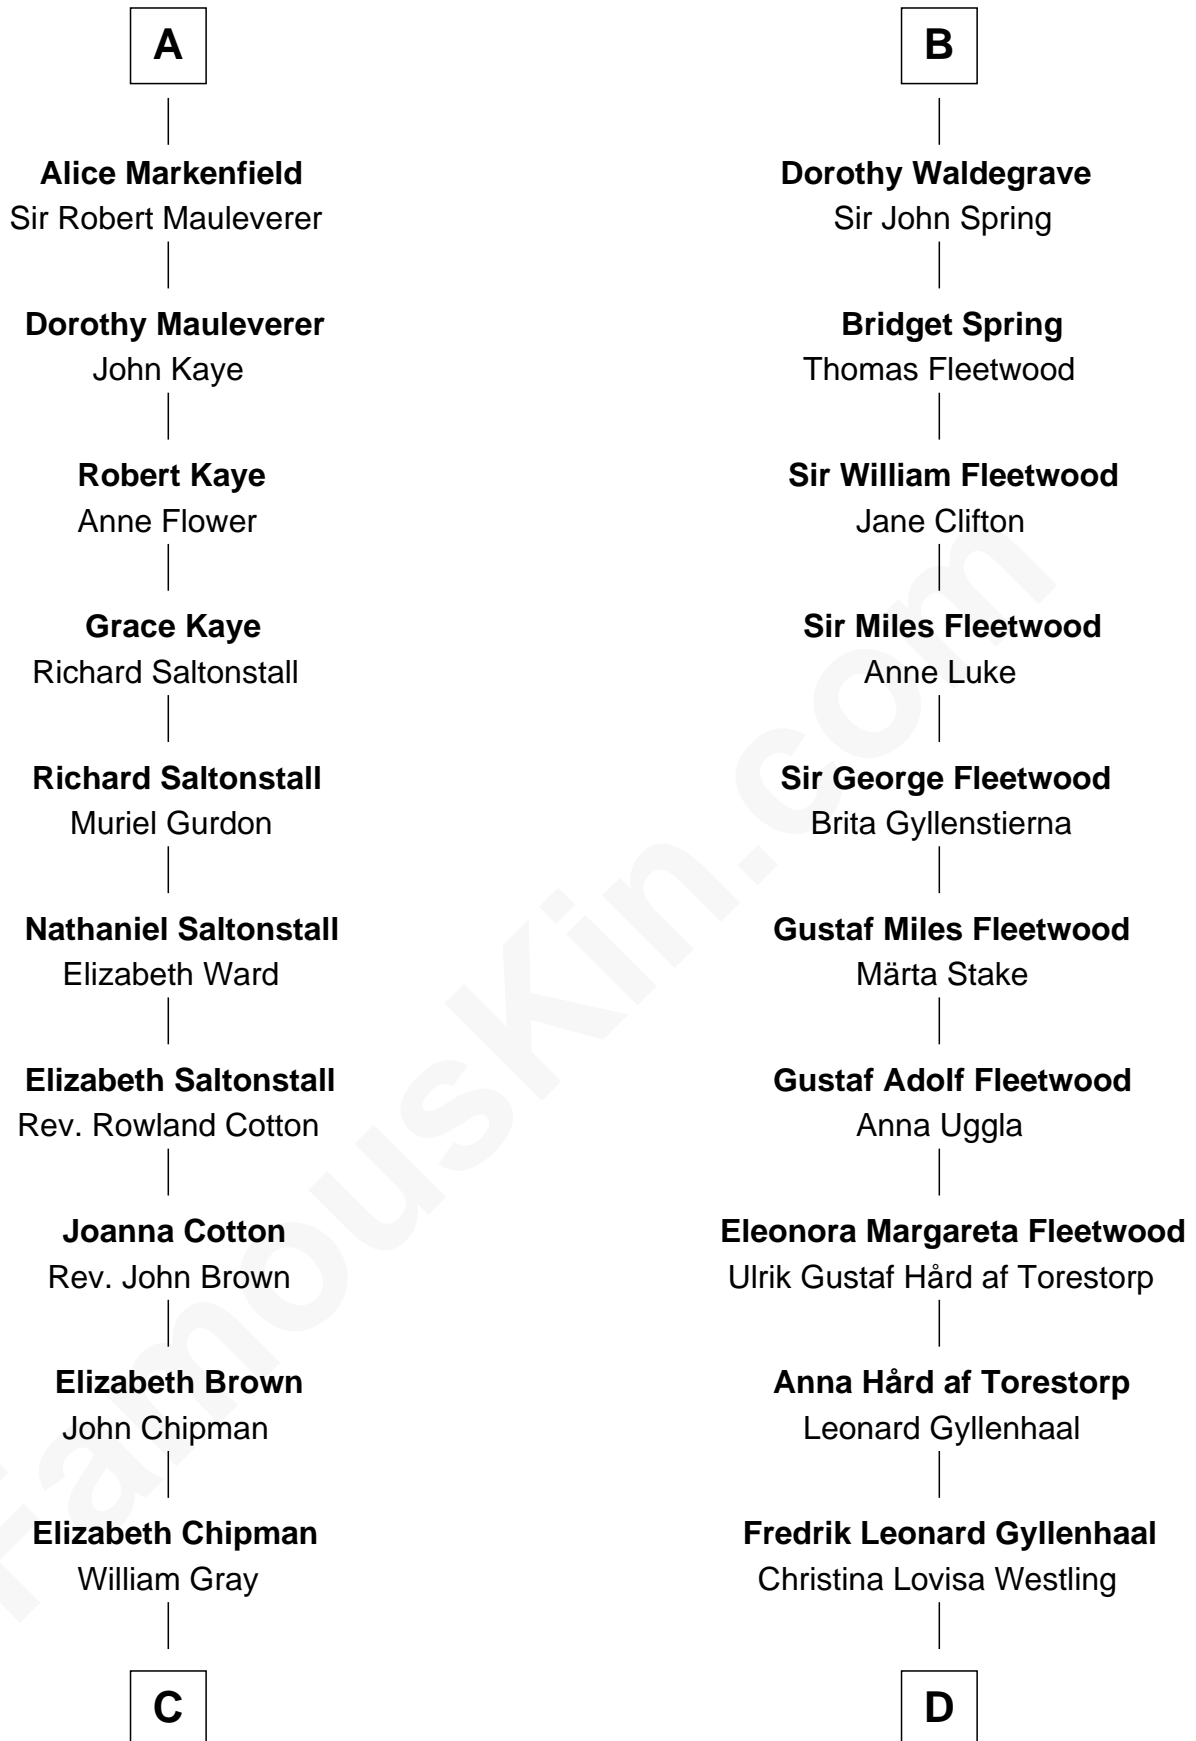 A
Alice Markenfield
Sir Robert Mauleverer
Dorothy Mauleverer
John Kaye
Robert Kaye
Anne Flower
Grace Kaye
Richard Saltonstall
Richard Saltonstall
Muriel Gurdon
Nathaniel Saltonstall
Elizabeth Ward
Elizabeth Saltonstall
Rev. Rowland Cotton
Joanna Cotton
Rev. John Brown
Elizabeth Brown
John Chipman
Elizabeth Chipman
William Gray
C
B
Dorothy Waldegrave
Sir John Spring
Bridget Spring
Thomas Fleetwood
Sir William Fleetwood
Jane Clifton
Sir Miles Fleetwood
Anne Luke
Sir George Fleetwood
Brita Gyllenstierna
Gustaf Miles Fleetwood
Märta Stake
Gustaf Adolf Fleetwood
Anna Uggla
Eleonora Margareta Fleetwood
Ulrik Gustaf Hård af Torestorp
Anna Hård af Torestorp
Leonard Gyllenhaal
Fredrik Leonard Gyllenhaal
Christina Lovisa Westling
D
FamousKin.com